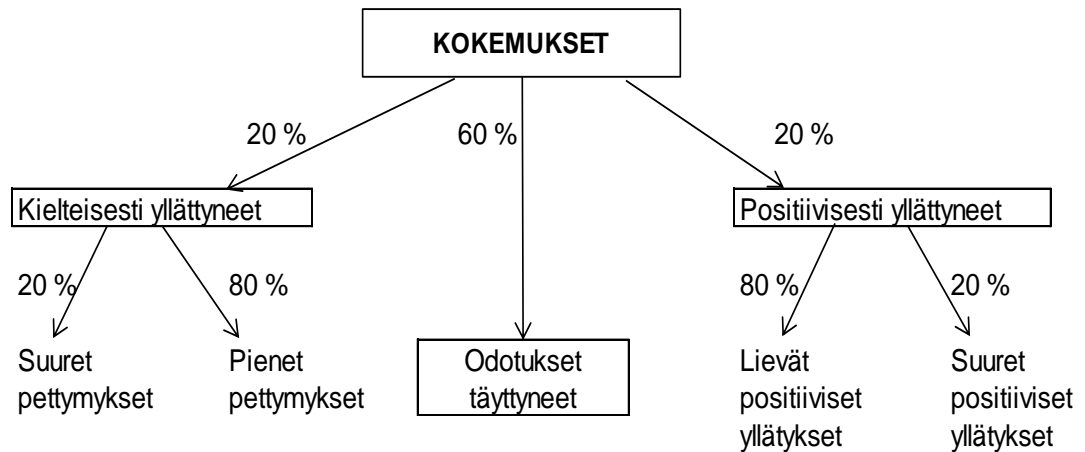 KOKEMUKSET
20 %
60 %
20 %
Kielteisesti yllättyneet
Positiivisesti yllättyneet
20 %
80 %
80 %
20 %
Suuret
pettymykset
Pienet
pettymykset
Odotukset
täyttyneet
Lievät
positiiviset
yllätykset
Suuret
positiiviset
yllätykset